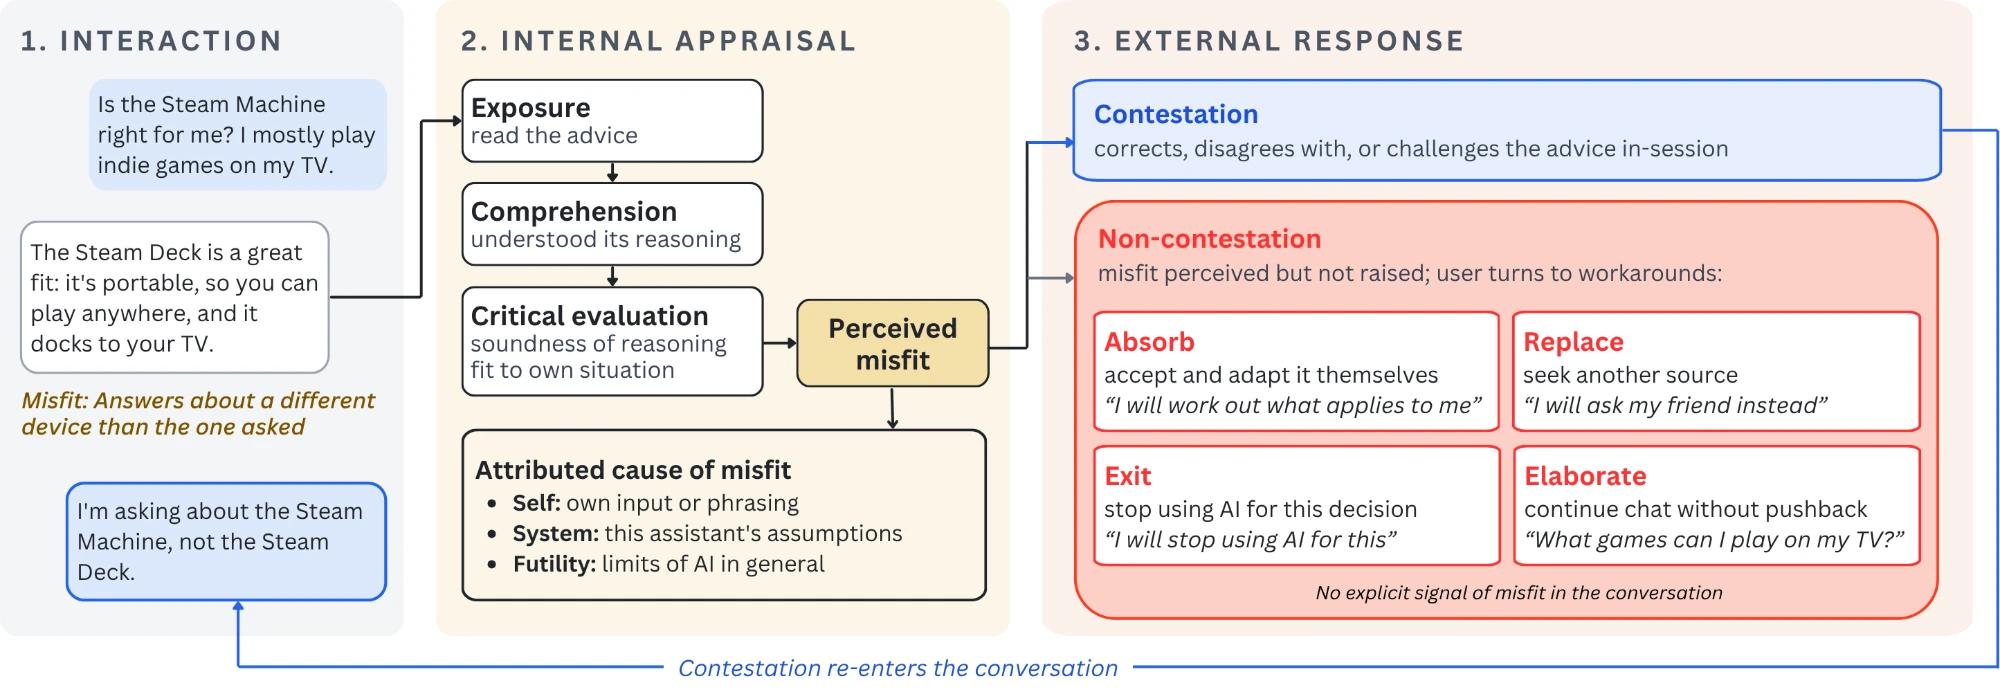 1. INTERACTION
Is the Steam Machine
right for me? I mostly play
indie games on my TV.
The Steam Deck is a great
fit: it's portable, so you can
play anywhere, and it
docks to your TV.
Misfit: Answers about a different
device than the one asked
I'm asking about the Steam
Machine, not the Steam
Deck.
2. INTERNAL APPRAISAL
Exposure
read the advice
Comprehension
understood its reasoning
Critical evaluation
soundness of reasoning
fit to own situation
Perceived
misfit
Attributed cause of misfit
• Self: own input or phrasing
• System: this assistant's assumptions
• Futility: limits of AI in general
3. EXTERNAL RESPONSE
Contestation
corrects, disagrees with, or challenges the advice in-session
Non-contestation
misfit perceived but not raised; user turns to workarounds:
Absorb
accept and adapt it themselves
“I will work out what applies to me”
Replace
seek another source
“I will ask my friend instead”
Exit
stop using AI for this decision
“I will stop using AI for this”
Elaborate
continue chat without pushback
“What games can I play on my TV?”
No explicit signal of misfit in the conversation
Contestation re-enters the conversation